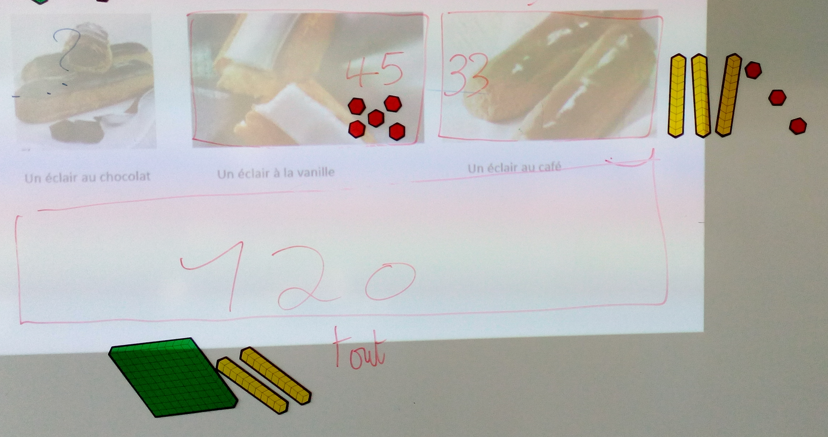 ?
45
33
Un éclair au chocolat
Un éclair à la vanille
Un éclair au café
120
tout